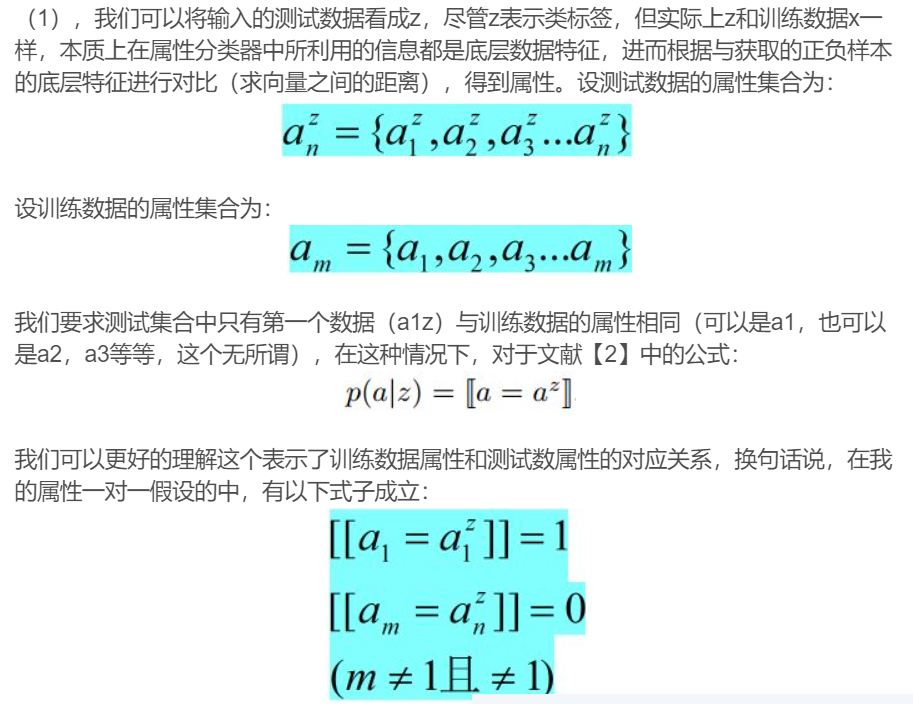 （1），我们可以将输入的测试数据看成z，尽管z表示类标签，但实际上z和训练数据x一
样，本质上在属性分类器中所利用的信息都是底层数据特征，进而根据与获取的正负样本
的底层特征进行对比（求向量之间的距离），得到属性。设测试数据的属性集合为：
a_n^z = {a_1^z, a_2^z, a_3^z ... a_n^z}
设训练数据的属性集合为：
a_m = {a_1, a_2, a_3 ... a_m}
我们要求测试集合中只有第一个数据（a1z）与训练数据的属性相同（可以是a1，也可以
是a2，a3等等，这个无所谓），在这种情况下，对于文献【2】中的公式：
p(a|z) = ⟦a = a^z⟧.
我们可以更好的理解这个表示了训练数据属性和测试数属性的对应关系，换句话说，在我
的属性一对一假设的中，有以下式子成立：
[[a_1 = a_1^z]] = 1
[[a_m = a_n^z]] = 0
(m ≠ 1且 ≠ 1)